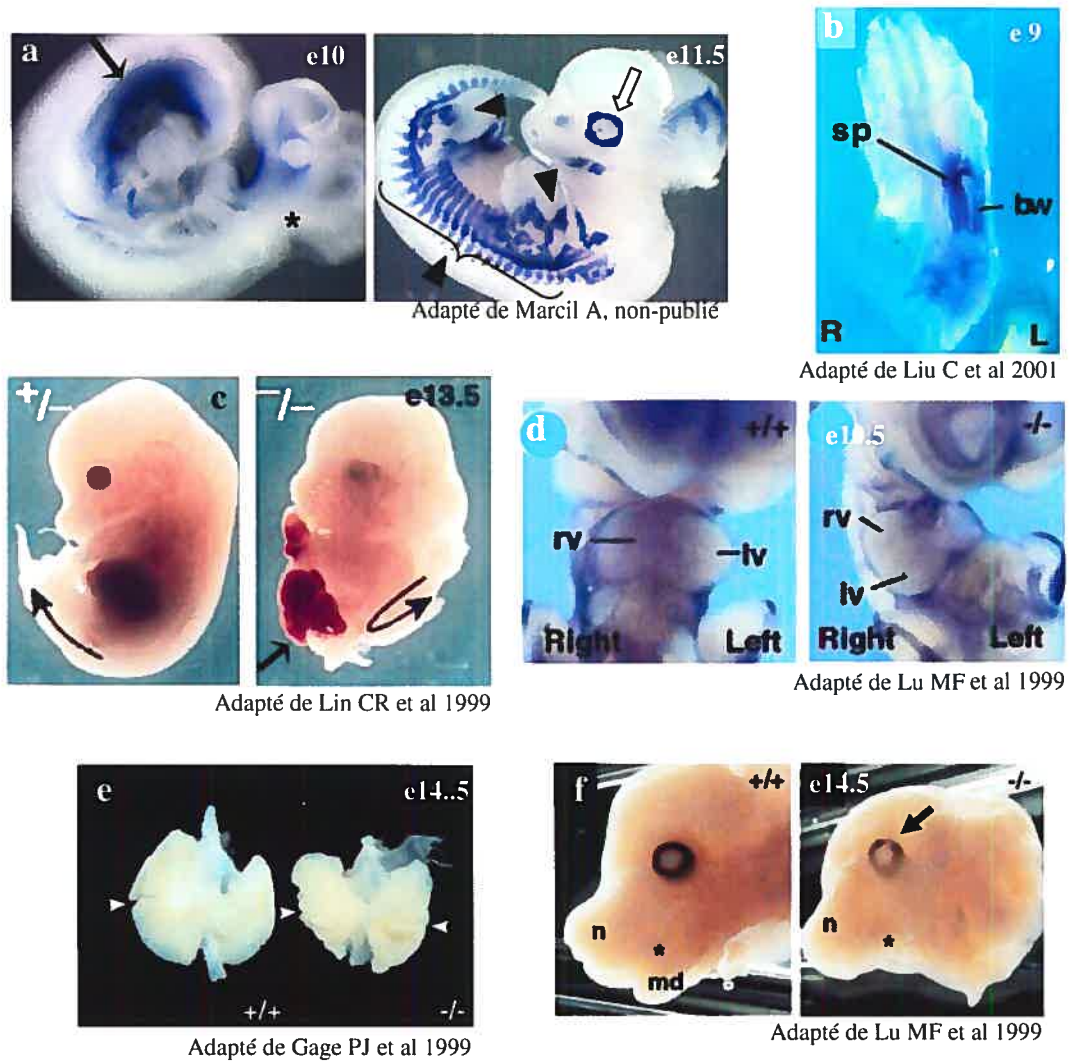 a e10
*
e11.5
Adapté de Marcil A, non-publié
b e 9
sp
bw
R L
Adapté de Liu C et al 2001
+/- c
-/- e13.5
Adapté de Lin CR et al 1999
d +/+
rv lv
Right Left
-/-
rv
lv
Right Left
Adapté de Lu MF et al 1999
e e14..5
+/+ -/-
Adapté de Gage PJ et al 1999
f +/+
n
*
md
e14.5 -/-
n
*
Adapté de Lu MF et al 1999